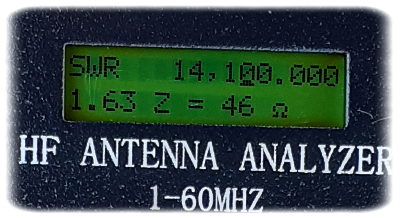 SWR 14,100.000
1.63 Z = 46 Ω
HF ANTENNA ANALYZER
1-60MHZ